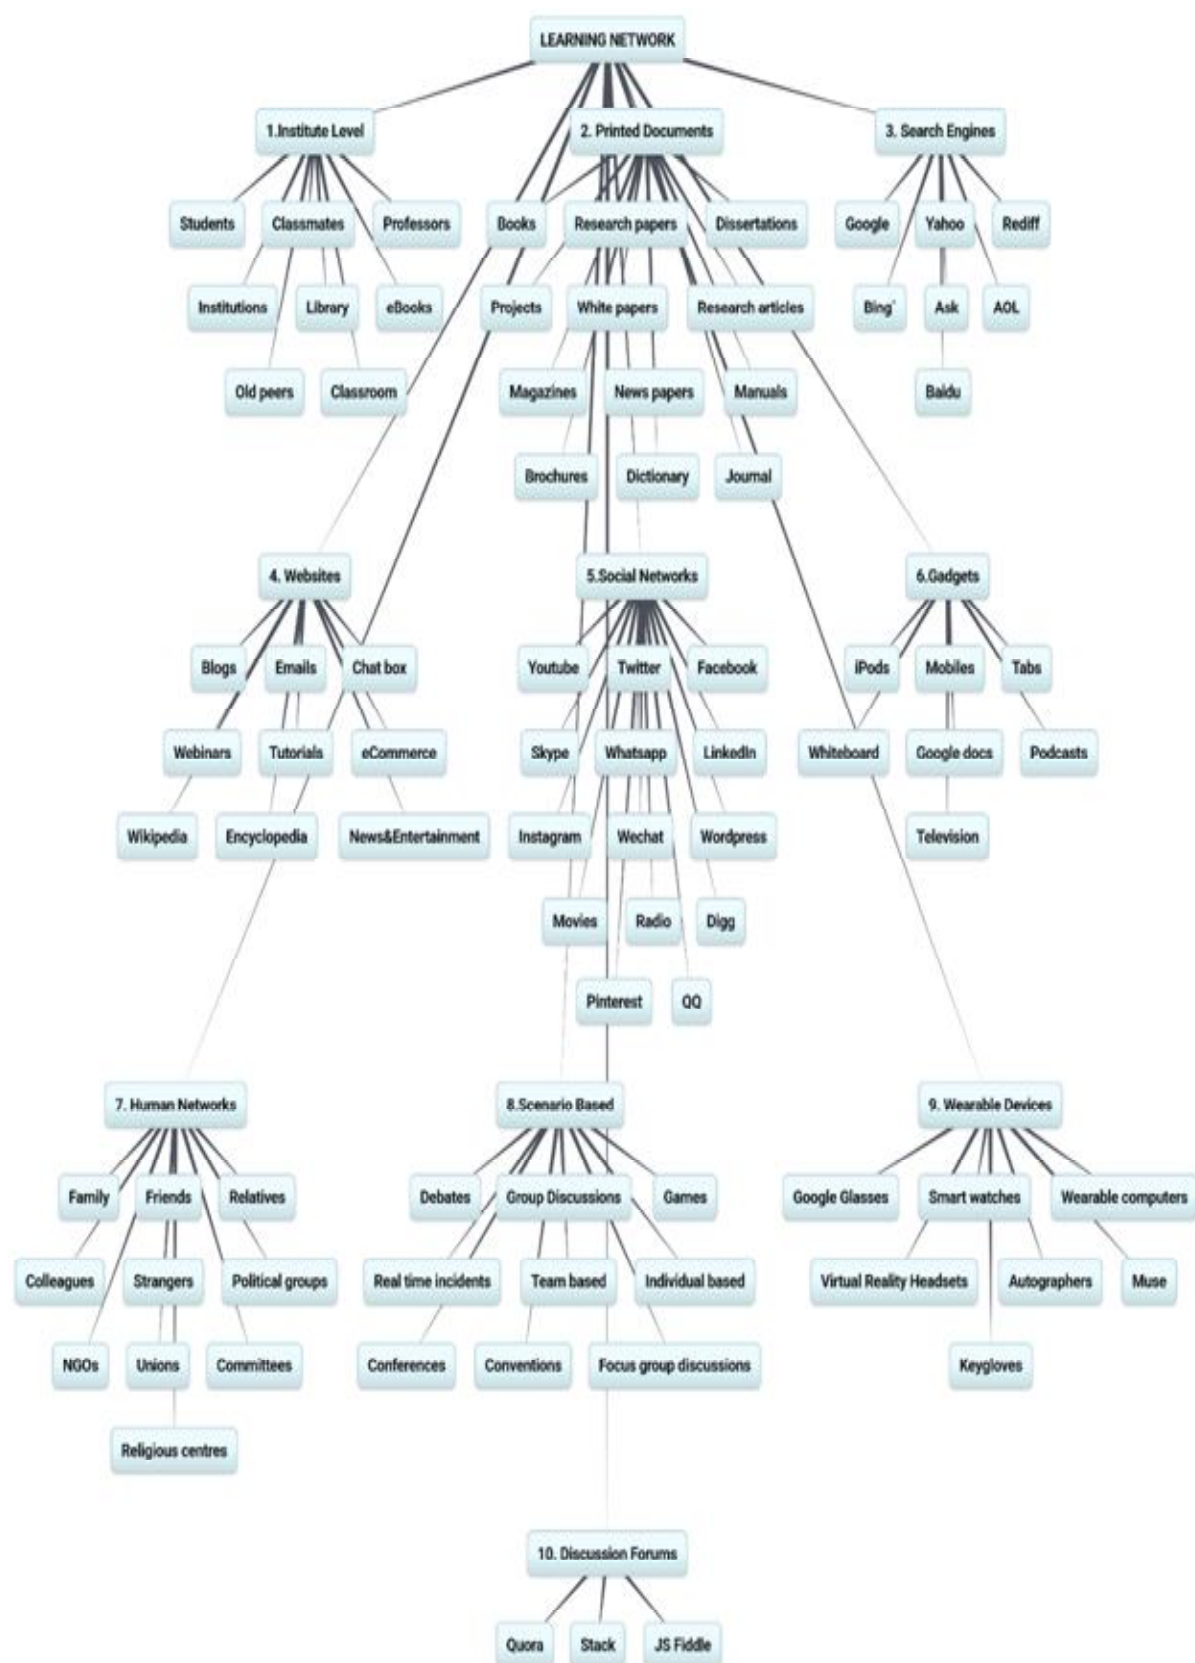 LEARNING NETWORK
1.Institute Level
2. Printed Documents
3. Search Engines
Students
Classmates
Professors
Books
Research papers
Dissertations
Google
Yahoo
Rediff
Institutions
Library
eBooks
Projects
White papers
Research articles
Bing`
Ask
AOL
Old peers
Classroom
Magazines
News papers
Manuals
Baidu
Brochures
Dictionary
Journal
4. Websites
5.Social Networks
6.Gadgets
Blogs
Emails
Chat box
Youtube
Twitter
Facebook
iPods
Mobiles
Tabs
Webinars
Tutorials
eCommerce
Skype
Whatsapp
LinkedIn
Whiteboard
Google docs
Podcasts
Wikipedia
Encyclopedia
News&Entertainment
Instagram
Wechat
Wordpress
Television
Movies
Radio
Digg
Pinterest
QQ
7. Human Networks
8.Scenario Based
9. Wearable Devices
Family
Friends
Relatives
Debates
Group Discussions
Games
Google Glasses
Smart watches
Wearable computers
Colleagues
Strangers
Political groups
Real time incidents
Team based
Individual based
Virtual Reality Headsets
Autographers
Muse
NGOs
Unions
Committees
Conferences
Conventions
Focus group discussions
Keygloves
Religious centres
10. Discussion Forums
Quora
Stack
JS Fiddle